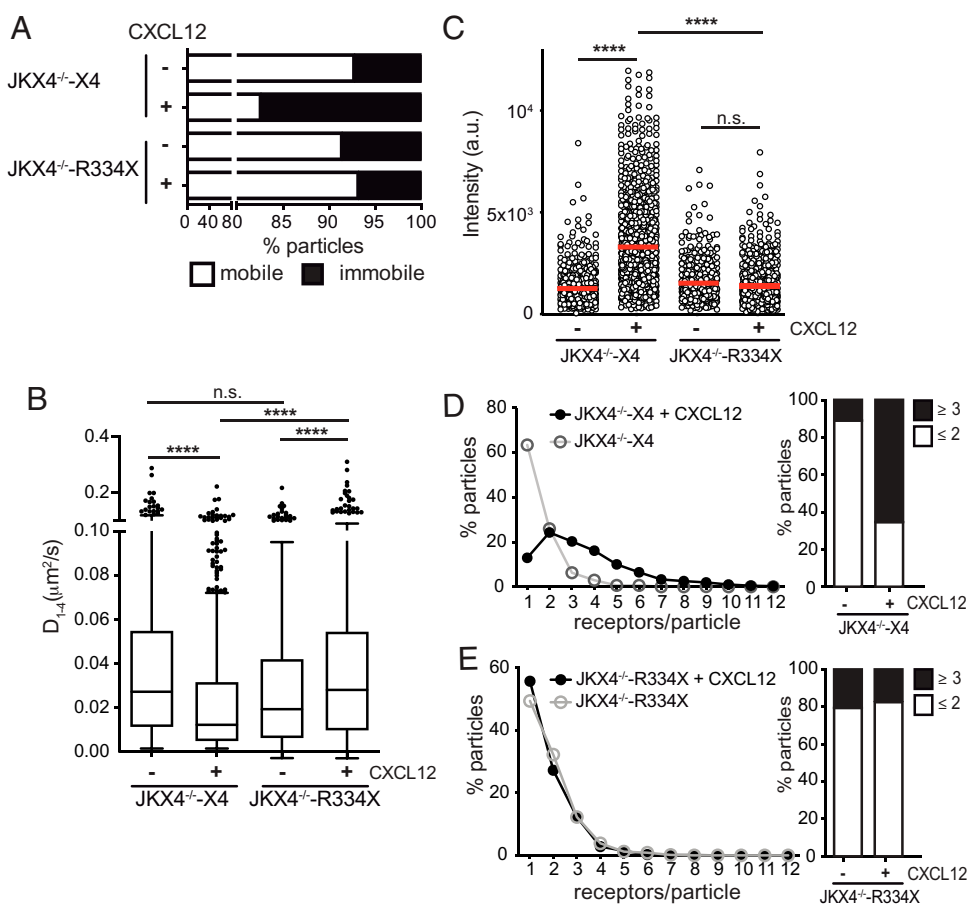 A
CXCL12
JKX4-/--X4
-
+
JKX4-/--R334X
-
+
0 40 80 85 90 95 100
% particles
mobile immobile
B
n.s.
****
****
****
D1-4(μm2/s)
0.4
0.2
0.10
0.08
0.06
0.04
0.02
0.00
- + - + CXCL12
JKX4-/--X4 JKX4-/--R334X
C
****
****
n.s.
Intensity (a.u.)
10⁴
5x10³
0
- + - + CXCL12
JKX4-/--X4 JKX4-/--R334X
D
JKX4-/--X4 + CXCL12
JKX4-/--X4
% particles
80
60
40
20
0
1 2 3 4 5 6 7 8 9 10 11 12
receptors/particle
% particles
100
80
60
40
20
0
≥ 3
≤ 2
- + CXCL12
JKX4-/--X4
E
JKX4-/--R334X + CXCL12
JKX4-/--R334X
% particles
60
40
20
0
1 2 3 4 5 6 7 8 9 10 11 12
receptors/particle
% particles
100
80
60
40
20
0
≥ 3
≤ 2
- + CXCL12
JKX4-/--R334X